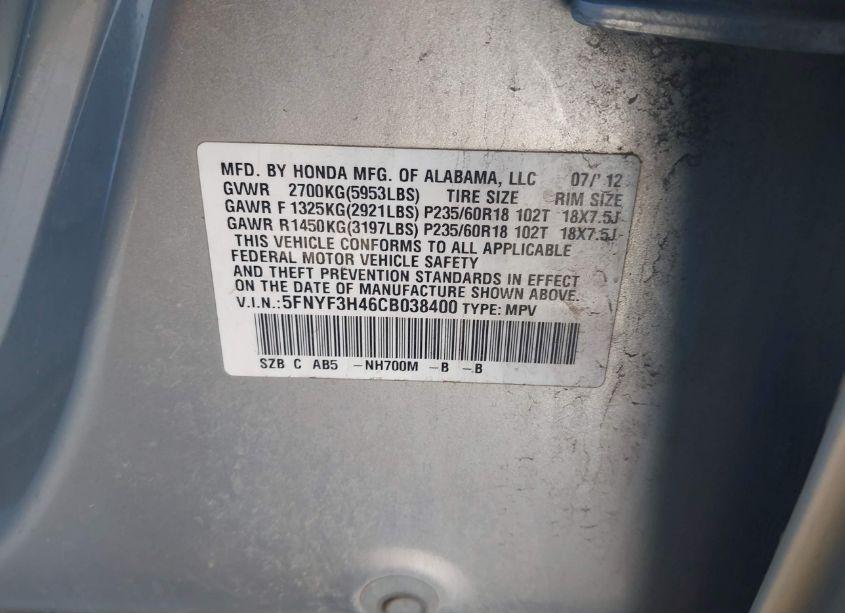 MFD. BY HONDA MFG. OF ALABAMA, LLC 07/'12
GVWR 2700KG(5953LBS) TIRE SIZE RIM SIZE
GAWR F 1325KG(2921LBS) P235/60R18 102T 18X7.5J
GAWR R1450KG(3197LBS) P235/60R18 102T 18X7.5J
THIS VEHICLE CONFORMS TO ALL APPLICABLE
FEDERAL MOTOR VEHICLE SAFETY
AND THEFT PREVENTION STANDARDS IN EFFECT
ON THE DATE OF MANUFACTURE SHOWN ABOVE.
V.I.N.:5FNYF3H46CB038400 TYPE: MPV
SZB C AB5 -NH700M -B -B